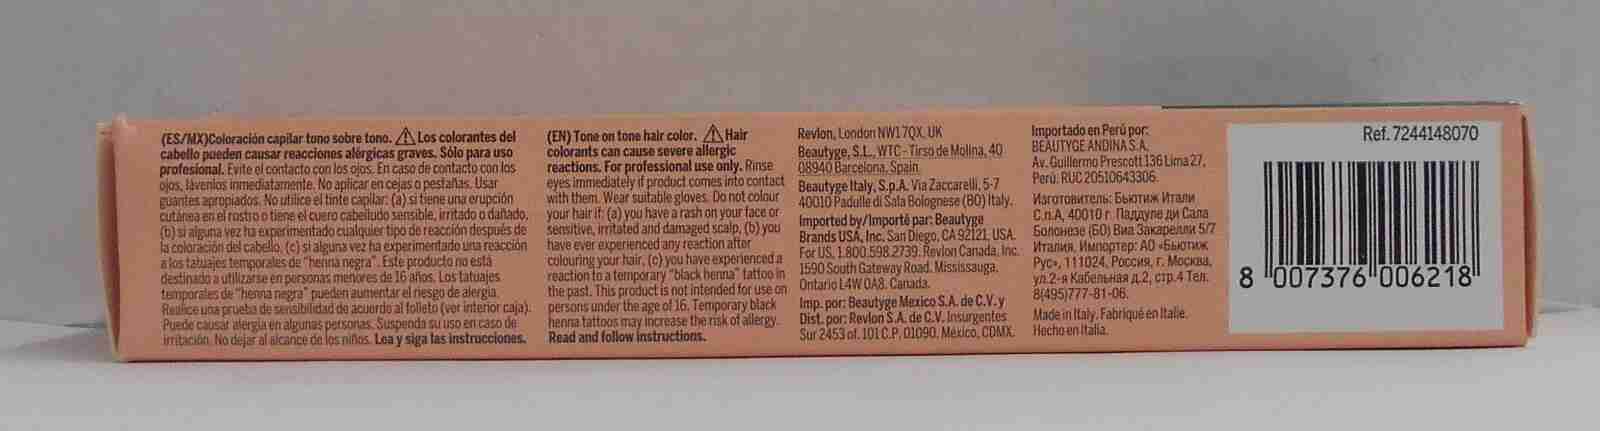 (ES/MX)Coloración capilar tono sobre tono. ⚠ Los colorantes del
cabello pueden causar reacciones alérgicas graves. Sólo para uso
profesional. Evite el contacto con los ojos. En caso de contacto con los
ojos, lávenlos inmediatamente. No aplicar en cejas o pestañas. Usar
guantes apropiados. No utilice el tinte capilar: (a) si tiene una erupción
cutánea en el rostro o tiene el cuero cabelludo sensible, irritado o dañado,
(b) si alguna vez ha experimentado cualquier tipo de reacción después de
la coloración del cabello, (c) si alguna vez ha experimentado una reacción
a los tatuajes temporales de "henna negra". Este producto no está
destinado a utilizarse en personas menores de 16 años. Los tatuajes
temporales de "henna negra" pueden aumentar el riesgo de alergia.
Realice una prueba de sensibilidad de acuerdo al folleto (ver interior caja).
Puede causar alergia en algunas personas. Suspenda su uso en caso de
irritación. No dejar al alcance de los niños. Lea y siga las instrucciones.
(EN) Tone on tone hair color. ⚠ Hair
colorants can cause severe allergic
reactions. For professional use only. Rinse
eyes immediately if product comes into contact
with them. Wear suitable gloves. Do not colour
your hair if: (a) you have a rash on your face or
sensitive, irritated and damaged scalp, (b) you
have ever experienced any reaction after
colouring your hair, (c) you have experienced a
reaction to a temporary "black henna" tattoo in
the past. This product is not intended for use on
persons under the age of 16. Temporary black
henna tattoos may increase the risk of allergy.
Read and follow instructions.
Revlon, London NW1 7QX, UK
Beautyge, S.L., WTC - Tirso de Molina, 40
08940 Barcelona, Spain
Beautyge Italy, S.p.A. Via Zaccarelli, 5-7
40010 Padulle di Sala Bolognese (BO) Italy.
Imported by/Importé par: Beautyge
Brands USA, Inc. San Diego, CA 92121, USA.
For US, 1.800.598.2739. Revlon Canada, Inc.
1590 South Gateway Road. Mississauga,
Ontario L4W 0A8. Canada.
Imp. por: Beautyge Mexico S.A. de C.V. y
Dist. por: Revlon S.A. de C.V. Insurgentes
Sur 2453 of. 101 C.P. 01090, México, CDMX.
Importado en Perú por:
BEAUTYGE ANDINA S.A.
Av. Guillermo Prescott 136 Lima 27,
Perú. RUC 20510643306.
Изготовитель: Бьютиж Итали
С.п.А, 40010 г. Паддуле ди Сала
Болонезе (БО) Виа Закарелли 5/7
Италия. Импортер: АО «Бьютиж
Рус», 111024, Россия, г. Москва,
ул.2-я Кабельная д.2, стр.4 Тел.
8(495)777-81-06.
Made in Italy. Fabriqué en Italie.
Hecho en Italia.
Ref. 7244148070
8 007376 006218